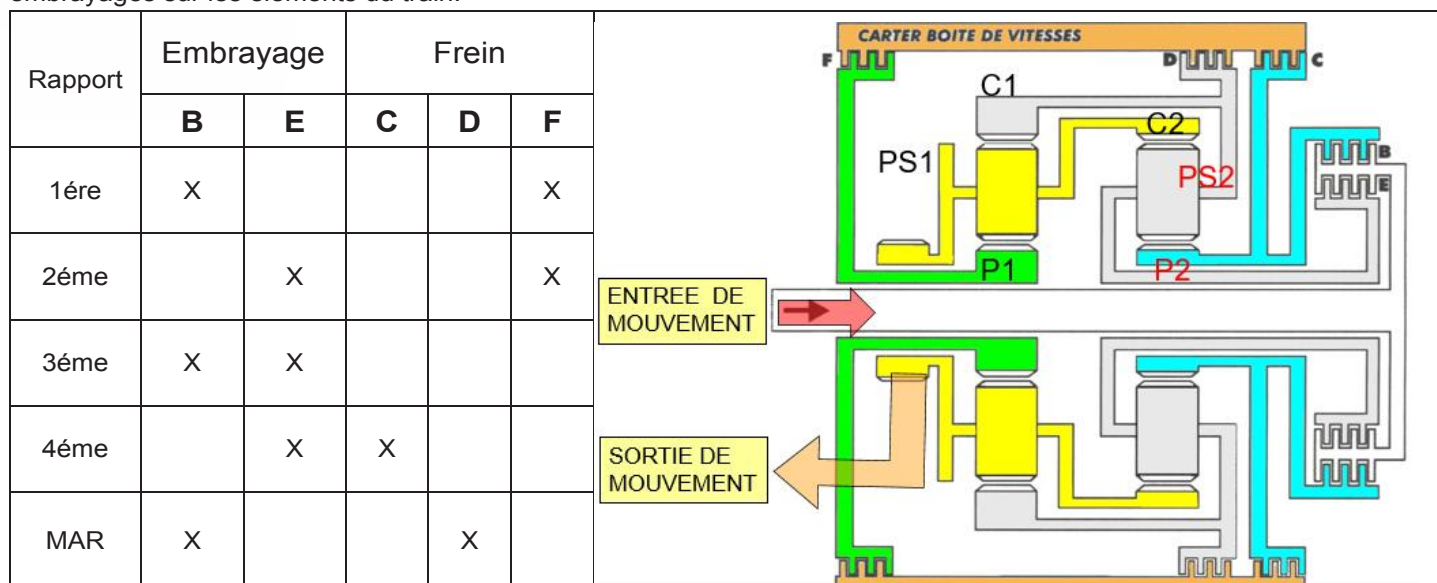 embrayages sur les éléments du train.
Rapport Embrayage Frein
B E C D F
1ére X X
2éme X X
3éme X X
4éme X X
MAR X X
CARTER BOITE DE VITESSES
F D C
C1
C2
PS1
PS2
B
E
P1
P2
ENTREE DE
MOUVEMENT
SORTIE DE
MOUVEMENT